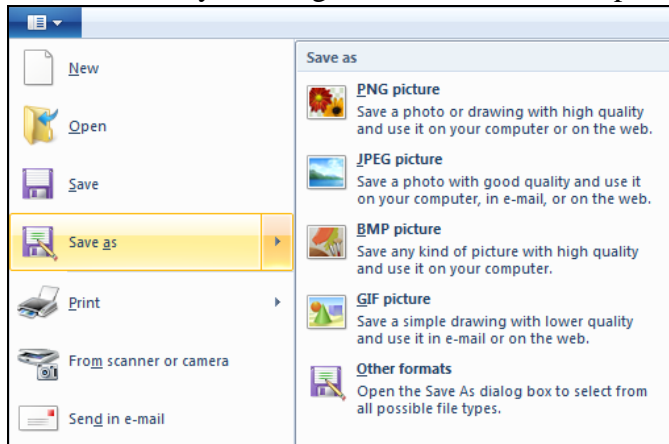 New
Open
Save
Save as
Print
From scanner or camera
Send in e-mail
Save as
PNG picture
Save a photo or drawing with high quality
and use it on your computer or on the web.
JPEG picture
Save a photo with good quality and use it
on your computer, in e-mail, or on the web.
BMP picture
Save any kind of picture with high quality
and use it on your computer.
GIF picture
Save a simple drawing with lower quality
and use it in e-mail or on the web.
Other formats
Open the Save As dialog box to select from
all possible file types.